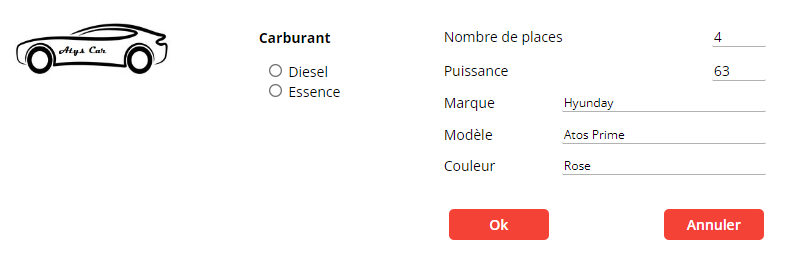 Atys Car
Carburant
Diesel
Essence
Nombre de places 4
Puissance 63
Marque Hyunday
Modèle Atos Prime
Couleur Rose
Ok Annuler